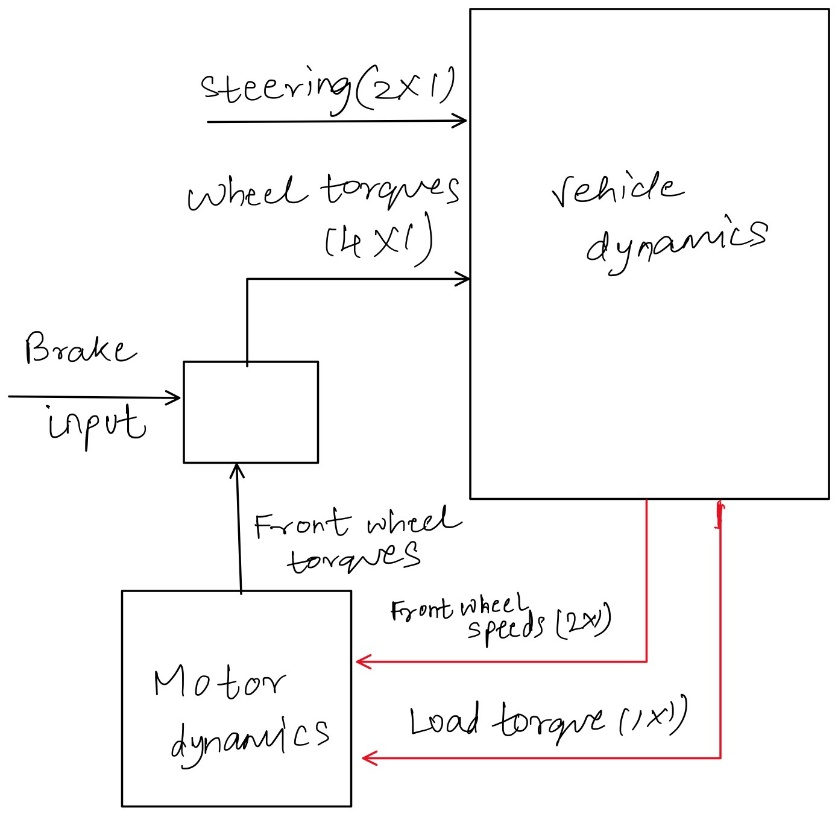 Steering (2X1)
Wheel torques
(4X1)
Vehicle
dynamics
Brake
input
Front wheel
torques
Front wheel
speeds (2x1)
Motor
dynamics
Load torque (1x1)